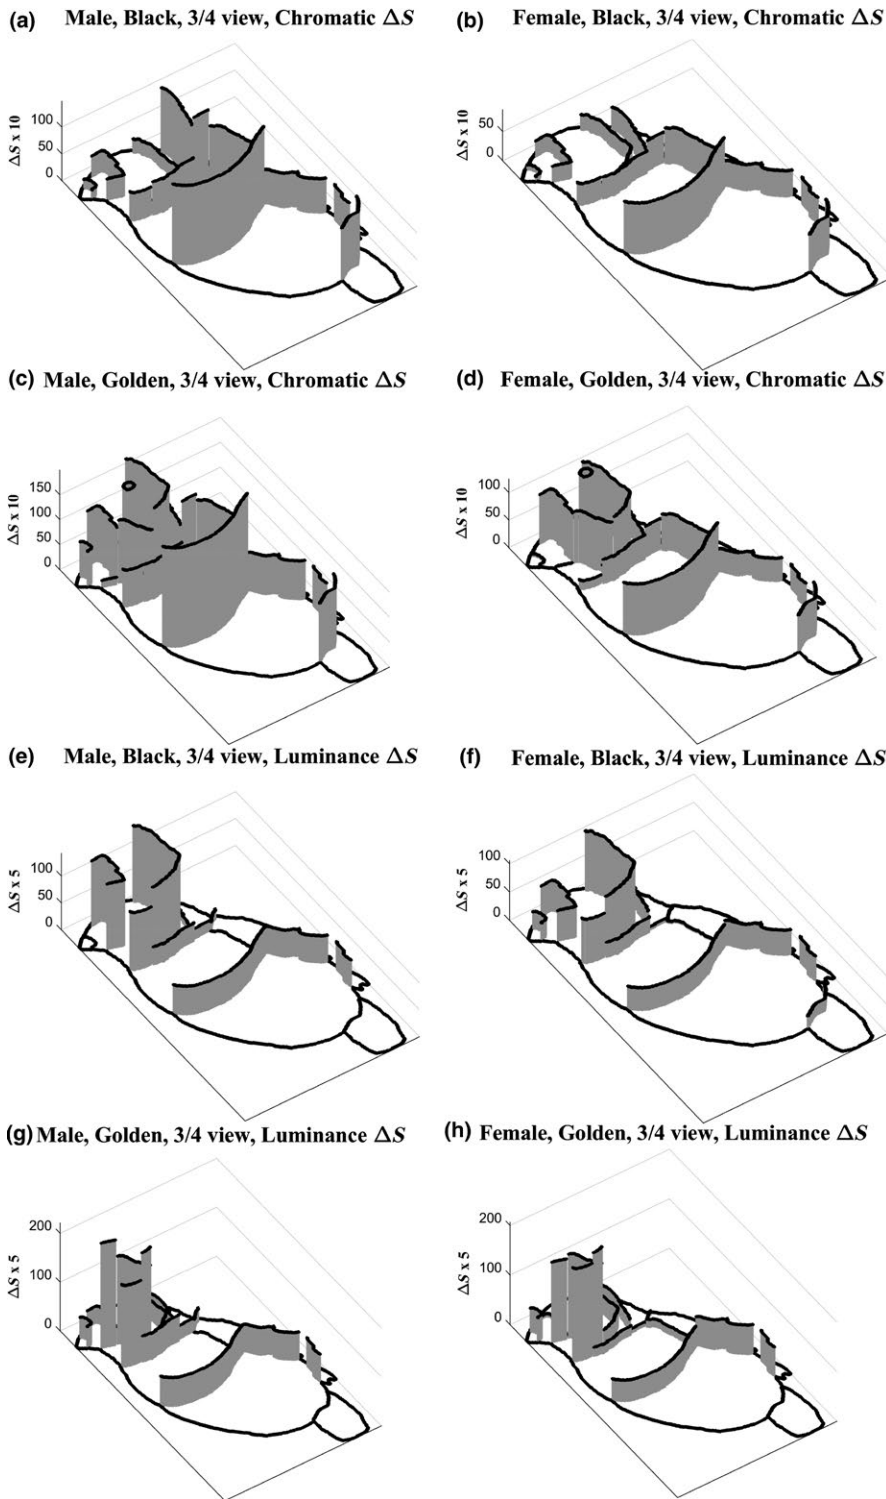 (a) Male, Black, 3/4 view, Chromatic ΔS
(b) Female, Black, 3/4 view, Chromatic ΔS
ΔS x 10
100
50
0
ΔS x 10
50
0
(c) Male, Golden, 3/4 view, Chromatic ΔS
(d) Female, Golden, 3/4 view, Chromatic ΔS
ΔS x 10
150
100
50
0
ΔS x 10
100
50
0
(e) Male, Black, 3/4 view, Luminance ΔS
(f) Female, Black, 3/4 view, Luminance ΔS
ΔS x 5
100
50
0
ΔS x 5
100
50
0
(g) Male, Golden, 3/4 view, Luminance ΔS
(h) Female, Golden, 3/4 view, Luminance ΔS
ΔS x 5
200
100
0
ΔS x 5
200
100
0